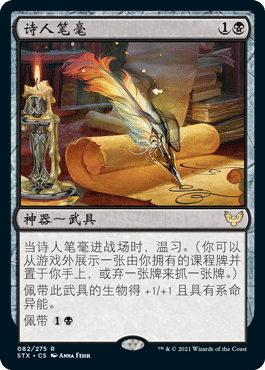 诗人笔毫 1
神器～武具
当诗人笔毫进战场时，温习。（你可以
从游戏外展示一张由你拥有的课程牌并
置于你手上，或弃一张牌来抓一张牌。）
佩带此武具的生物得 +1/+1 且具有系命
异能。
佩带 1
082/275 R
STX • CS ANNA FEHR
™ & © 2021 Wizards of the Coast